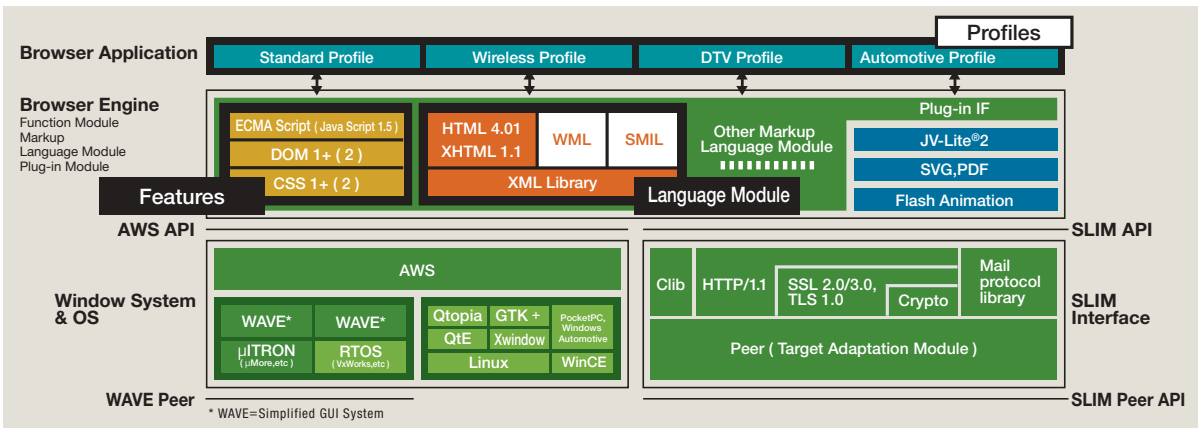 Profiles
Browser Application
Standard Profile
Wireless Profile
DTV Profile
Automotive Profile
Browser Engine
Function Module
Markup
Language Module
Plug-in Module
ECMA Script ( Java Script 1.5 )
DOM 1+ ( 2 )
CSS 1+ ( 2 )
Features
HTML 4.01
XHTML 1.1
WML
SMIL
XML Library
Language Module
Other Markup
Language Module
Plug-in IF
JV-Lite®2
SVG,PDF
Flash Animation
AWS API
SLIM API
Window System
& OS
AWS
WAVE*
WAVE*
µITRON
( µMore,etc )
RTOS
( VxWorks,etc )
Qtopia
GTK +
PocketPC,
Windows
Automotive
QtE
Xwindow
Linux
WinCE
Clib
HTTP/1.1
SSL 2.0/3.0,
TLS 1.0
Crypto
Mail
protocol
library
Peer ( Target Adaptation Module )
SLIM
Interface
WAVE Peer
* WAVE=Simplified GUI System
SLIM Peer API